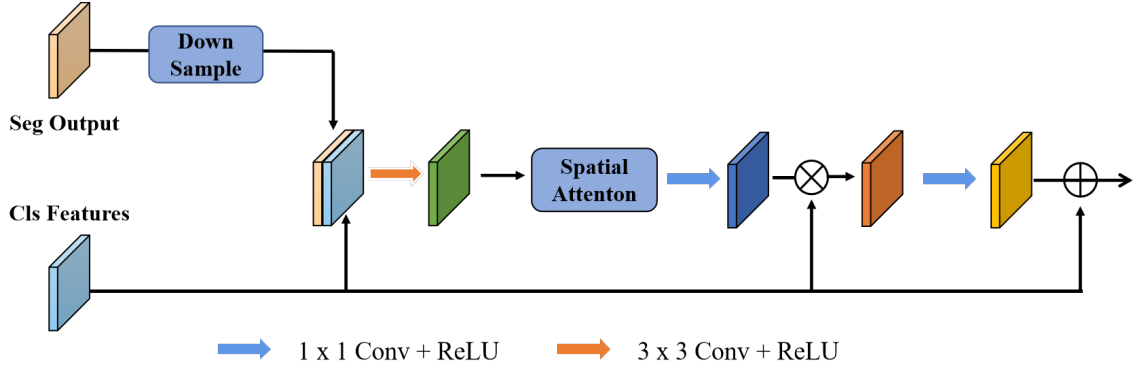 Down
Sample
Seg Output
Spatial
Attenton
Cls Features
1 x 1 Conv + ReLU
3 x 3 Conv + ReLU